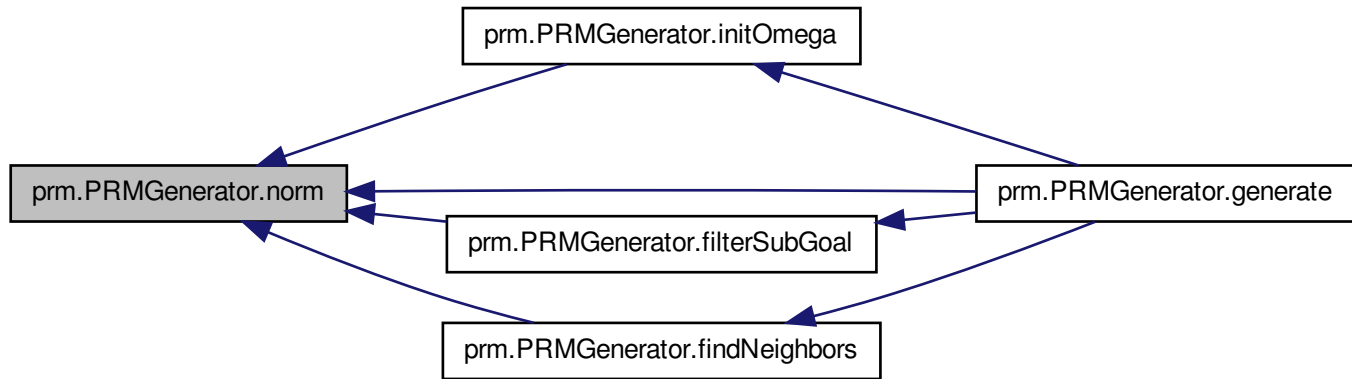 prm.PRMGenerator.initOmega
prm.PRMGenerator.norm
prm.PRMGenerator.generate
prm.PRMGenerator.filterSubGoal
prm.PRMGenerator.findNeighbors